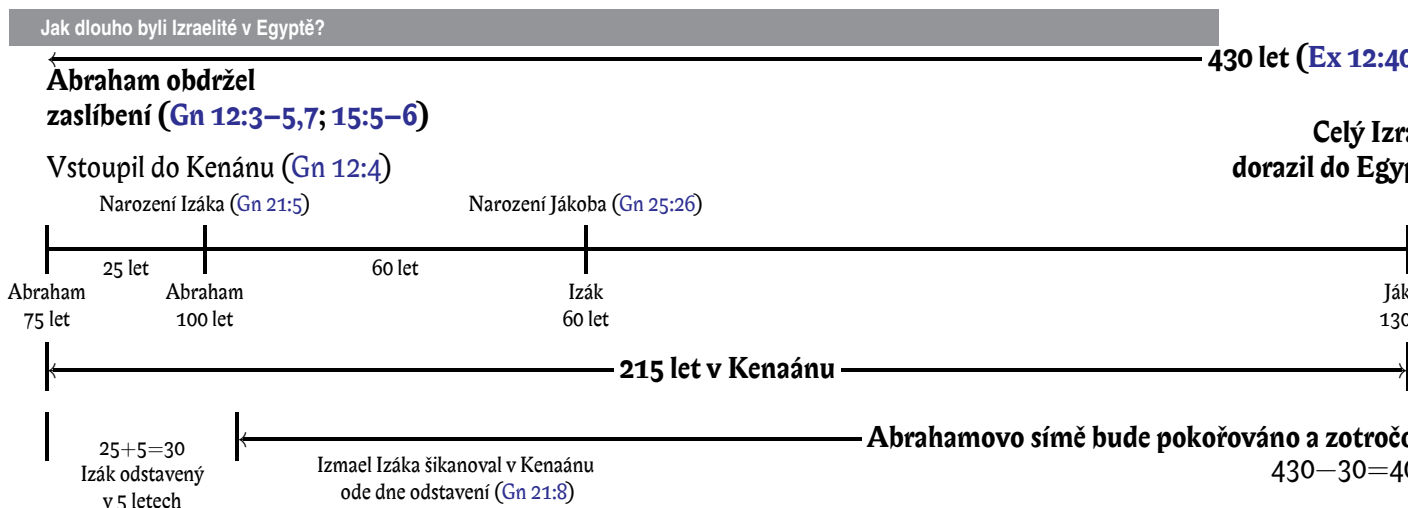 Jak dlouho byli Izraelité v Egyptě?
430 let (Ex 12:40
Abraham obdržel
zaslíbení (Gn 12:3–5,7; 15:5–6)
Celý Izra
dorazil do Egyp
Vstoupil do Kenánu (Gn 12:4)
Narození Izáka (Gn 21:5) Narození Jákoba (Gn 25:26)
25 let 60 let
Abraham Abraham Izák Ják
75 let 100 let 60 let 130
215 let v Kenaánu
Abrahamovo símě bude pokořováno a zotročo
430−30=40
25+5=30
Izák odstavený
v 5 letech
Izmael Izáka šikanoval v Kenaánu
ode dne odstavení (Gn 21:8)